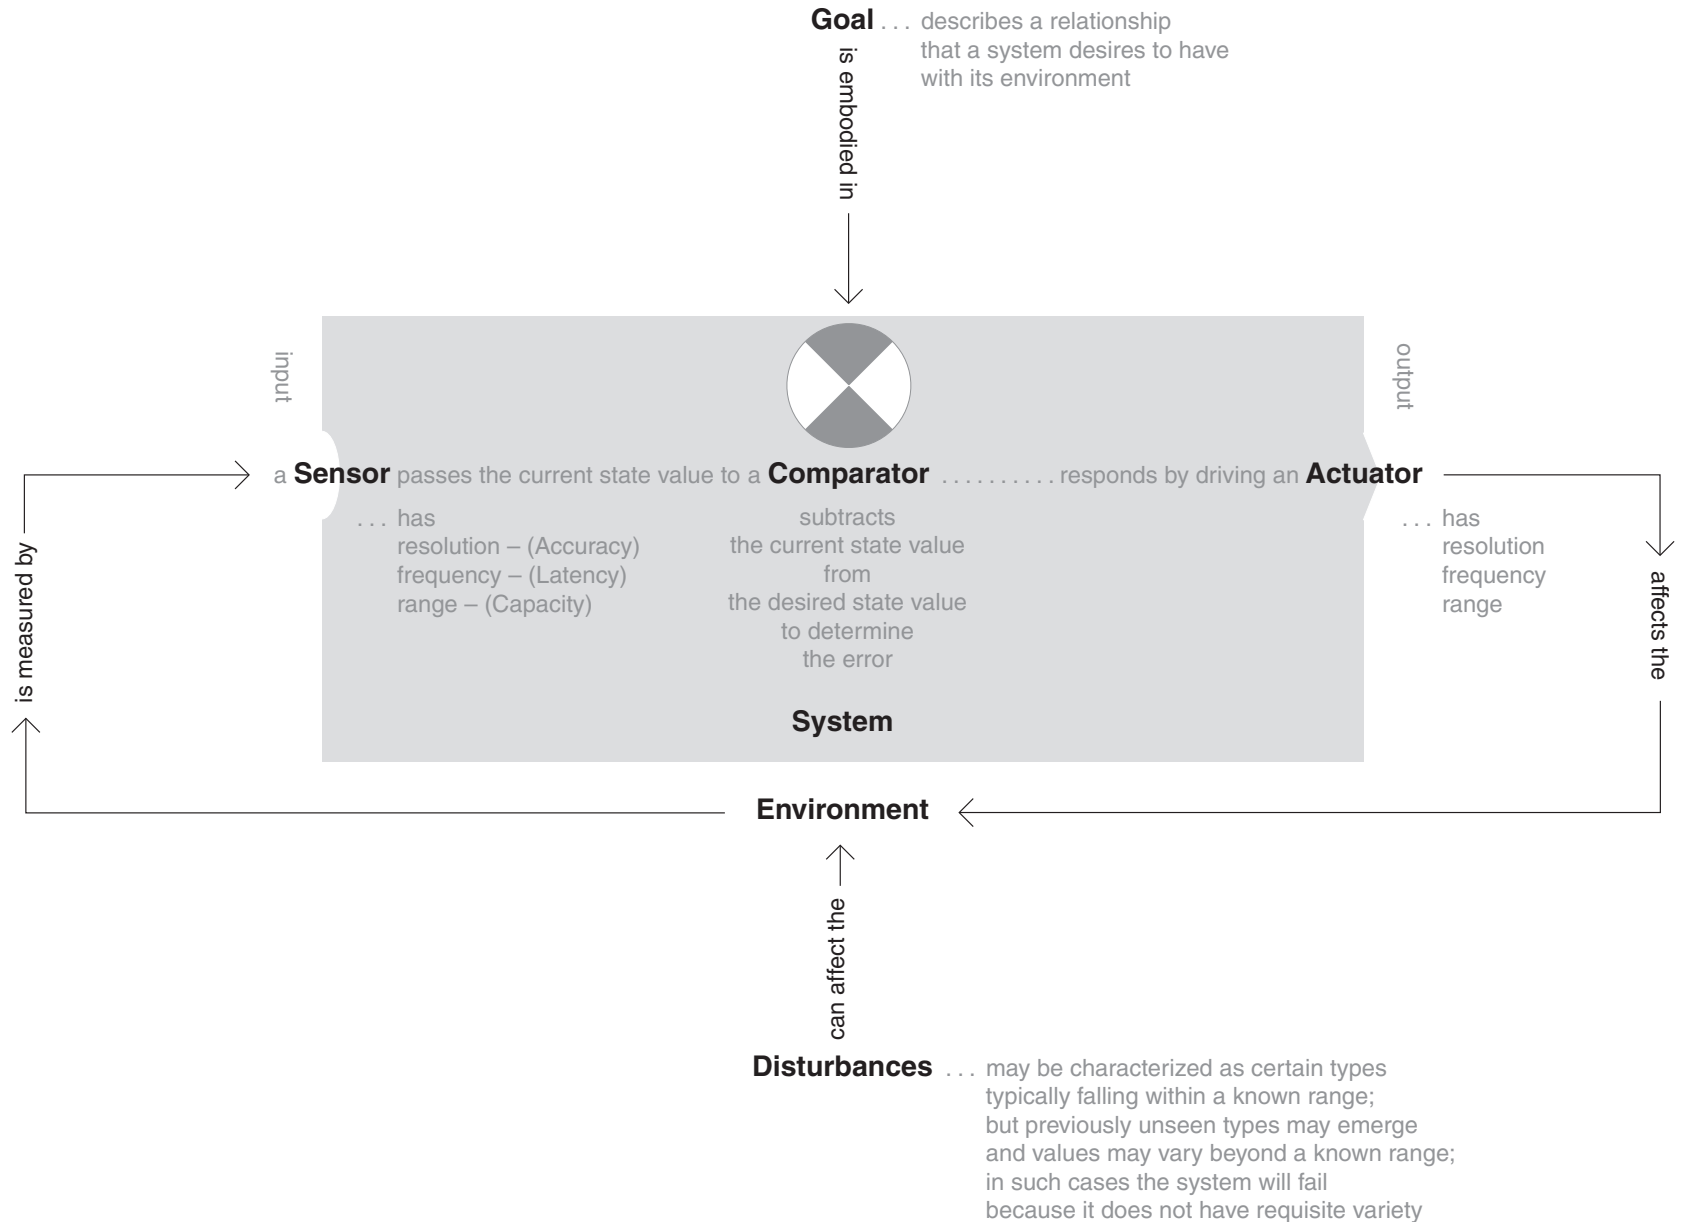 Goal . . . describes a relationship
that a system desires to have
with its environment
is embodied in
input
output
a Sensor passes the current state value to a Comparator . . . . . . . . . . responds by driving an Actuator
. . . has
resolution – (Accuracy)
frequency – (Latency)
range – (Capacity)
subtracts
the current state value
from
the desired state value
to determine
the error
. . . has
resolution
frequency
range
is measured by
affects the
System
Environment
can affect the
Disturbances . . . may be characterized as certain types
typically falling within a known range;
but previously unseen types may emerge
and values may vary beyond a known range;
in such cases the system will fail
because it does not have requisite variety